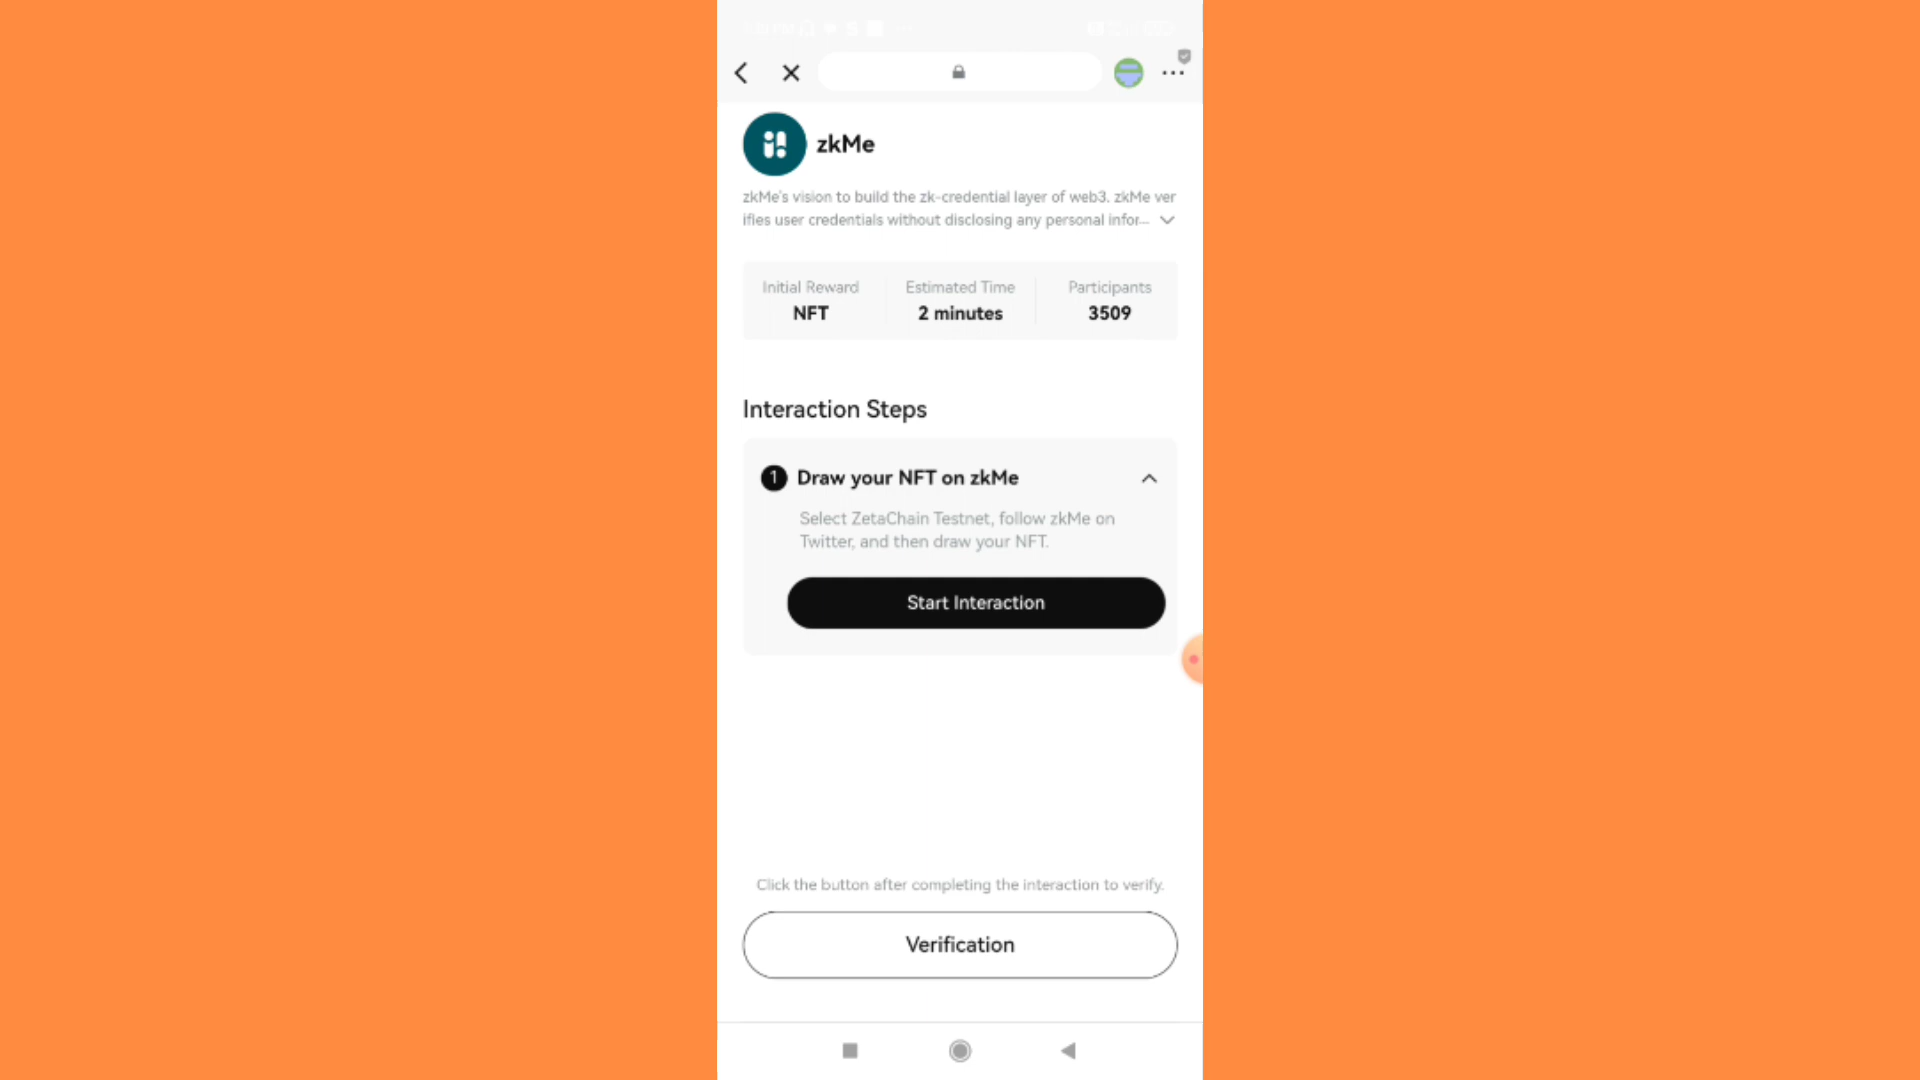 zkMe
zkMe's vision to build the zk-credential layer of web3. zkMe ver
ifies user credentials without disclosing any personal infor...
Initial Reward
Estimated Time
Participants
NFT
2 minutes
3509
Interaction Steps
1 Draw your NFT on zkMe
Select ZetaChain Testnet, follow zkMe on
Twitter, and then draw your NFT.
Start Interaction
Click the button after completing the interaction to verify.
Verification